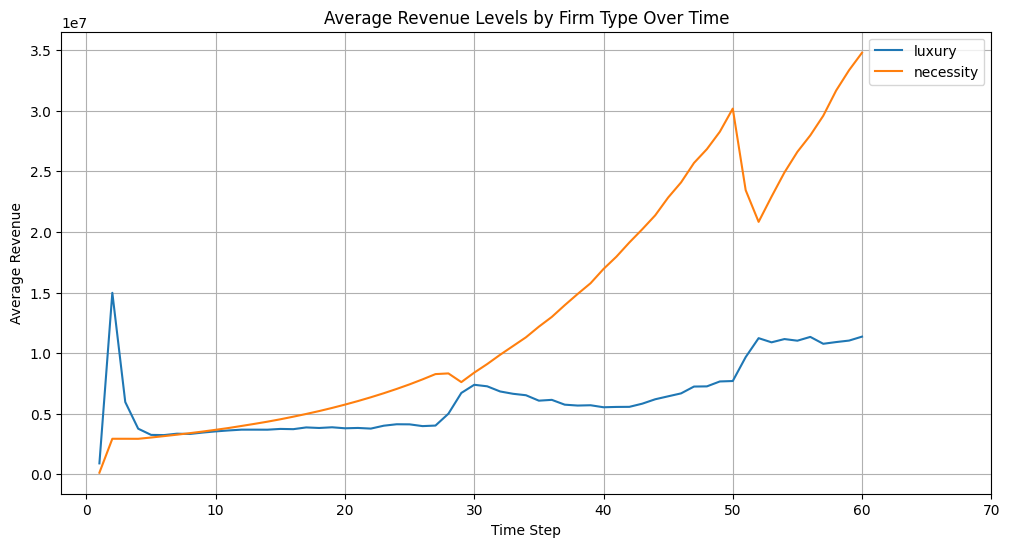 Average Revenue Levels by Firm Type Over Time
1e7
luxury
necessity
3.5
3.0
2.5
2.0
1.5
1.0
0.5
0.0
Average Revenue
0 10 20 30 40 50 60 70
Time Step